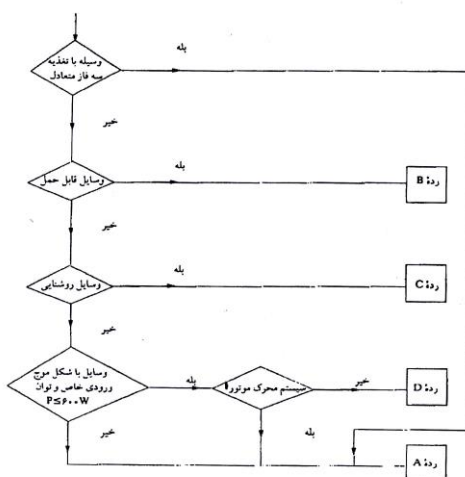 وسیله با تغذیه
سه فاز متعادل
بله
خیر
وسایل قابل حمل
بله
ردهٔ B
خیر
وسایل روشنایی
بله
ردهٔ C
خیر
وسایل با شکل موج
ورودی خاص و توان
P≤۶۰۰W
بله
سیستم محرک موتور؟
خیر
ردهٔ D
خیر
بله
ردهٔ A